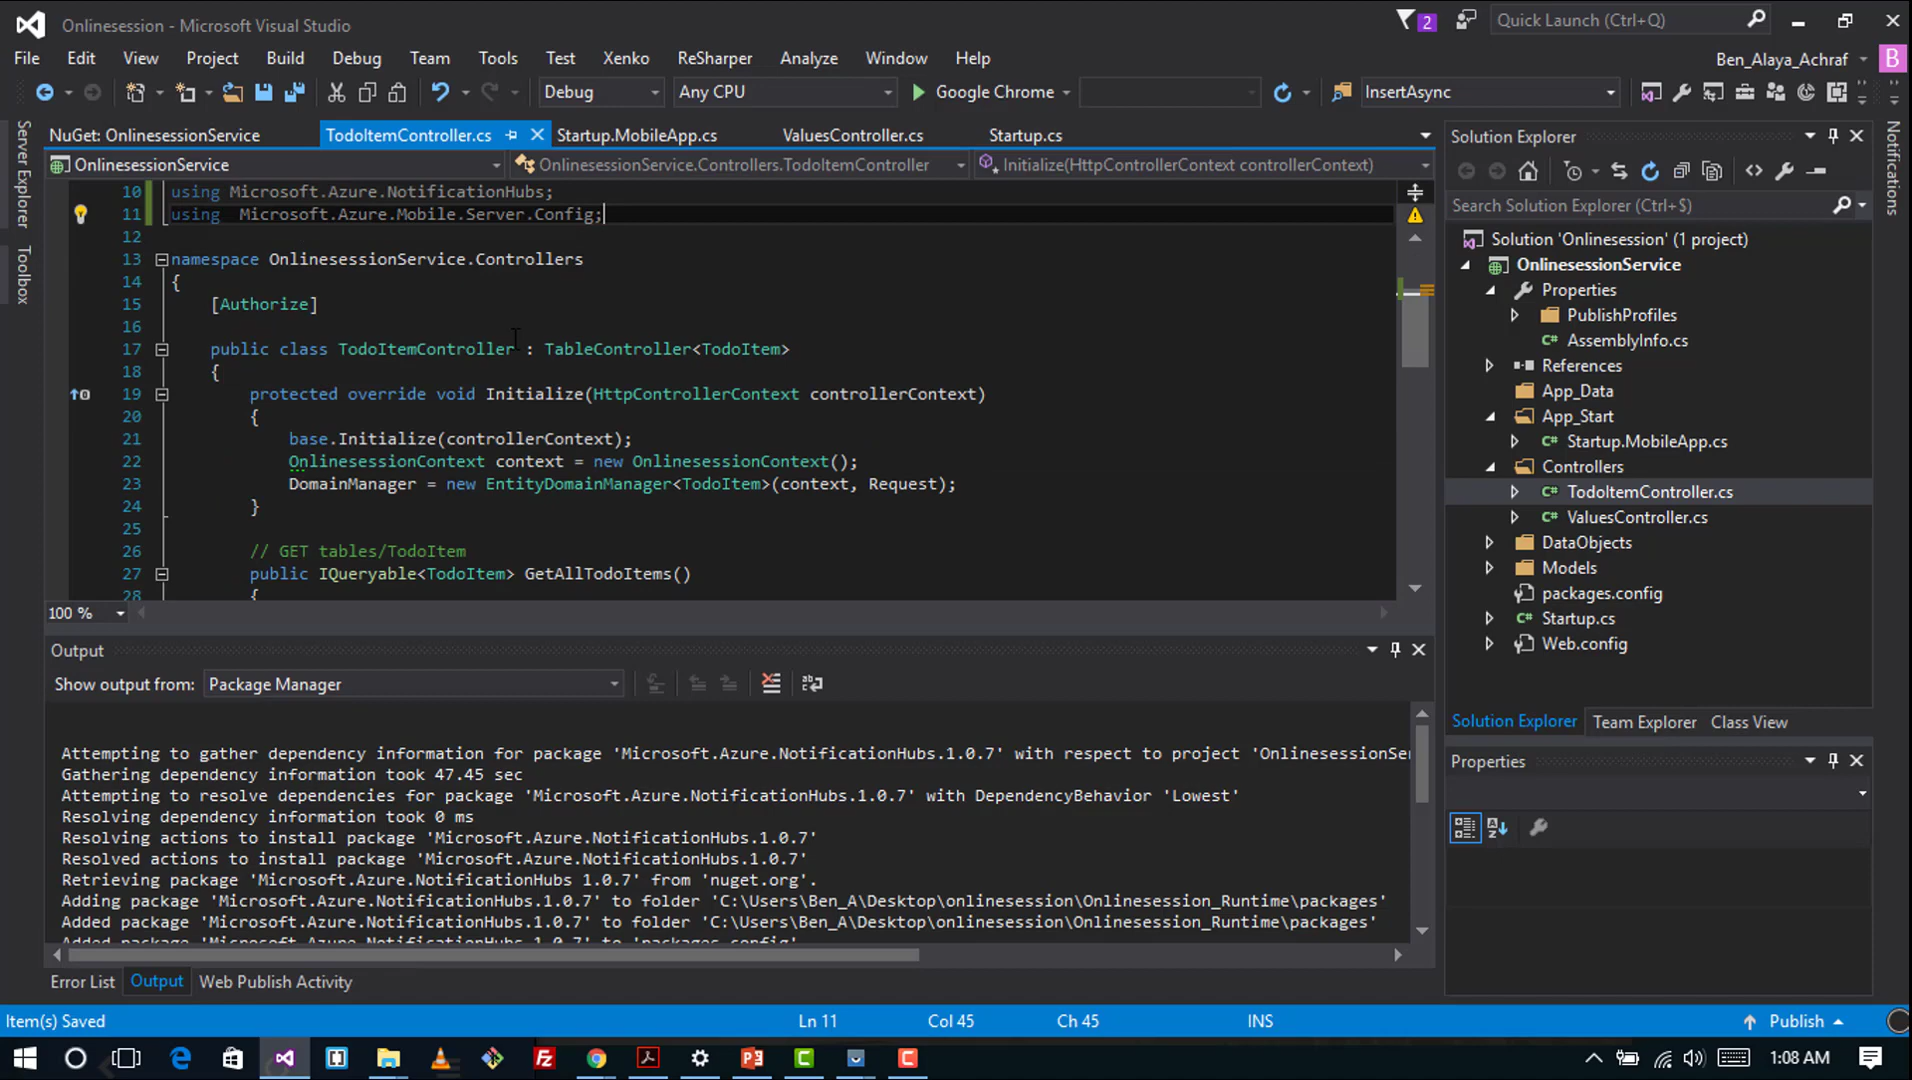 Onlinesession - Microsoft Visual Studio
2
Quick Launch (Ctrl+Q)
File Edit View Project Build Debug Team Tools Test Xenko ReSharper Analyze Window Help
Ben_Alaya_Achraf B
Debug Any CPU Google Chrome InsertAsync
Server Explorer
Toolbox
NuGet: OnlinesessionService TodoItemController.cs Startup.MobileApp.cs ValuesController.cs Startup.cs
OnlinesessionService OnlinesessionService.Controllers.TodoItemController Initialize(HttpControllerContext controllerContext)
10 using Microsoft.Azure.NotificationHubs;
11 using  Microsoft.Azure.Mobile.Server.Config;
12
13 namespace OnlinesessionService.Controllers
14 {
15 [Authorize]
16
17 public class TodoItemController : TableController<TodoItem>
18 {
19 protected override void Initialize(HttpControllerContext controllerContext)
20 {
21 base.Initialize(controllerContext);
22 OnlinesessionContext context = new OnlinesessionContext();
23 DomainManager = new EntityDomainManager<TodoItem>(context, Request);
24 }
25
26 // GET tables/TodoItem
27 public IQueryable<TodoItem> GetAllTodoItems()
28 {
100 %
Output
Show output from: Package Manager
Attempting to gather dependency information for package 'Microsoft.Azure.NotificationHubs.1.0.7' with respect to project 'OnlinesessionSer
Gathering dependency information took 47.45 sec
Attempting to resolve dependencies for package 'Microsoft.Azure.NotificationHubs.1.0.7' with DependencyBehavior 'Lowest'
Resolving dependency information took 0 ms
Resolving actions to install package 'Microsoft.Azure.NotificationHubs.1.0.7'
Resolved actions to install package 'Microsoft.Azure.NotificationHubs.1.0.7'
Retrieving package 'Microsoft.Azure.NotificationHubs 1.0.7' from 'nuget.org'.
Adding package 'Microsoft.Azure.NotificationHubs.1.0.7' to folder 'C:\Users\Ben_A\Desktop\onlinesession\Onlinesession_Runtime\packages'
Added package 'Microsoft.Azure.NotificationHubs.1.0.7' to folder 'C:\Users\Ben_A\Desktop\onlinesession\Onlinesession_Runtime\packages'
Added package 'Microsoft.Azure.NotificationHubs.1.0.7' to 'packages.config'
Error List Output Web Publish Activity
Solution Explorer
Search Solution Explorer (Ctrl+$)
Solution 'Onlinesession' (1 project)
OnlinesessionService
Properties
PublishProfiles
AssemblyInfo.cs
References
App_Data
App_Start
Startup.MobileApp.cs
Controllers
TodoItemController.cs
ValuesController.cs
DataObjects
Models
packages.config
Startup.cs
Web.config
Solution Explorer Team Explorer Class View
Properties
Notifications
Item(s) Saved Ln 11 Col 45 Ch 45 INS Publish
1:08 AM